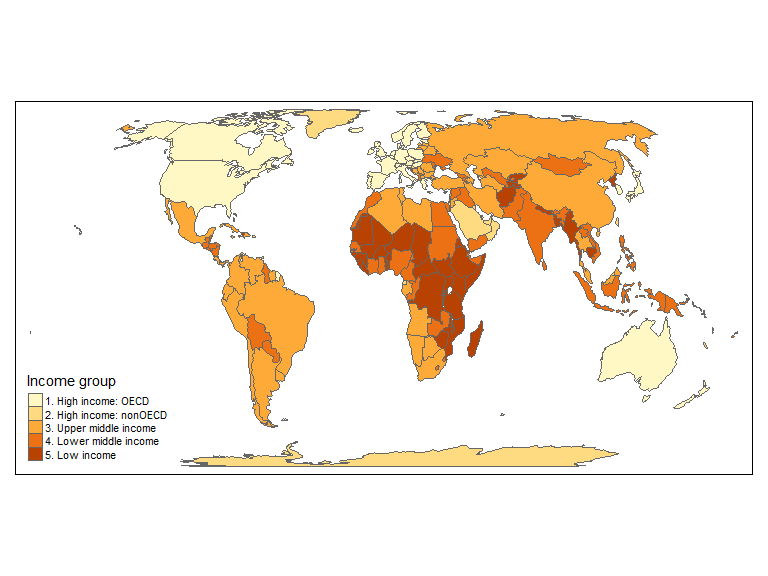 Income group
1. High income: OECD
2. High income: nonOECD
3. Upper middle income
4. Lower middle income
5. Low income